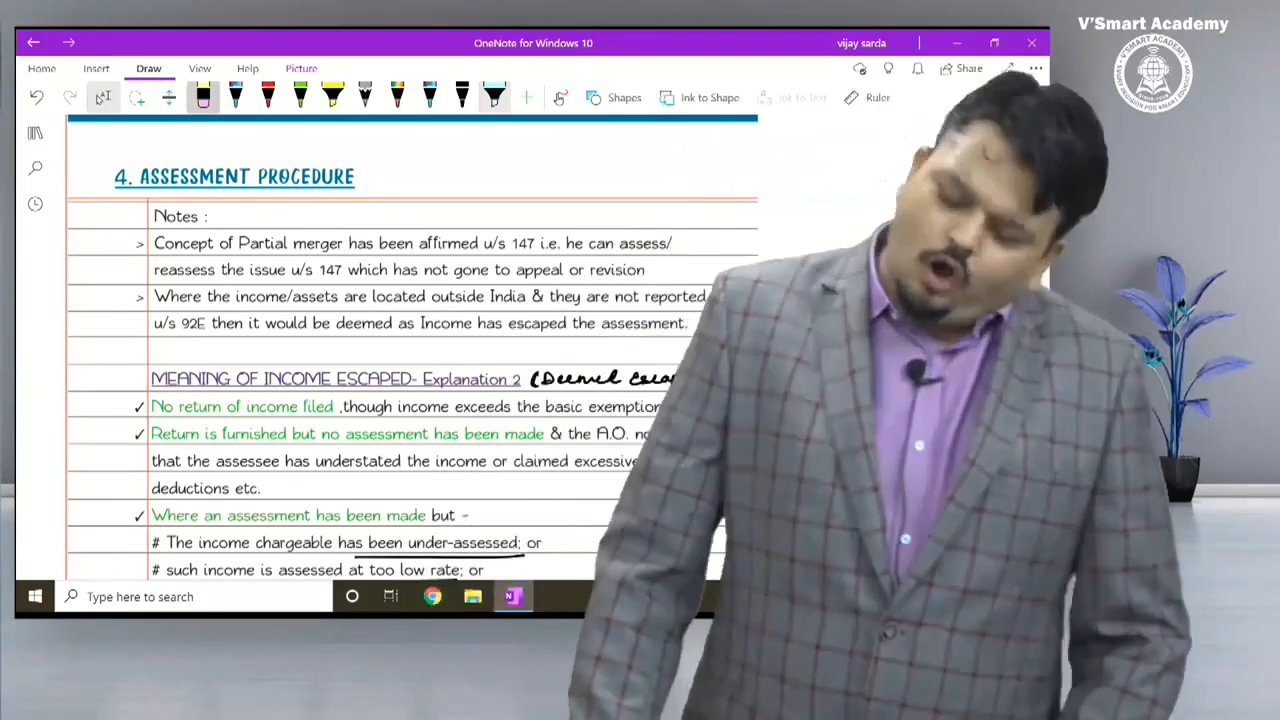 V'Smart Academy
OneNote for Windows 10
vijay sarda
Home Insert Draw View Help Picture
Share
Shapes
Ink to Shape
Ink to Text
Ruler
4. ASSESSMENT PROCEDURE
Notes :
> Concept of Partial merger has been affirmed u/s 147 i.e. he can assess/
reassess the issue u/s 147 which has not gone to appeal or revision
> Where the income/assets are located outside India & they are not reported
u/s 92E then it would be deemed as Income has escaped the assessment.
MEANING OF INCOME ESCAPED- Explanation 2 (Deemed
✓ No return of income filed ,though income exceeds the basic exemption
✓ Return is furnished but no assessment has been made & the A.O.
that the assessee has understated the income or claimed excessive
deductions etc.
✓ Where an assessment has been made but -
# The income chargeable has been under-assessed; or
# such income is assessed at too low rate; or
Type here to search